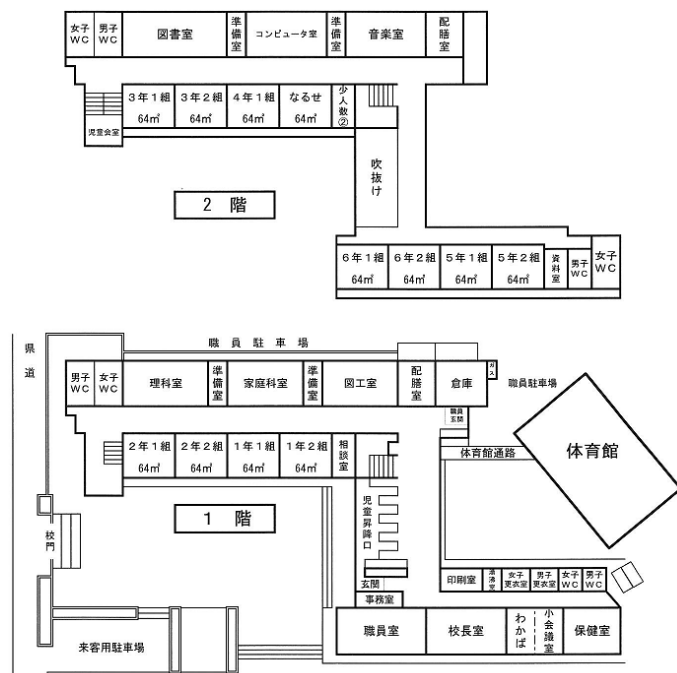 女子WC
男子WC
図書室
準備室
コンピュータ室
準備室
音楽室
配膳室
3年1組
64㎡
3年2組
64㎡
4年1組
64㎡
なるせ
64㎡
少人数②
児童会室
吹抜け
2 階
6年1組
64㎡
6年2組
64㎡
5年1組
64㎡
5年2組
64㎡
資料室
男子WC
女子WC
県道
職員駐車場
男子WC
女子WC
理科室
準備室
家庭科室
準備室
図工室
配膳室
倉庫
ガス
職員駐車場
職員玄関
体育館通路
体育館
2年1組
64㎡
2年2組
64㎡
1年1組
64㎡
1年2組
64㎡
相談室
1 階
児童昇降口
校門
玄関
事務室
印刷室
湯沸室
女子更衣室
男子更衣室
女子WC
男子WC
職員室
校長室
わかば
小会議室
保健室
来客用駐車場